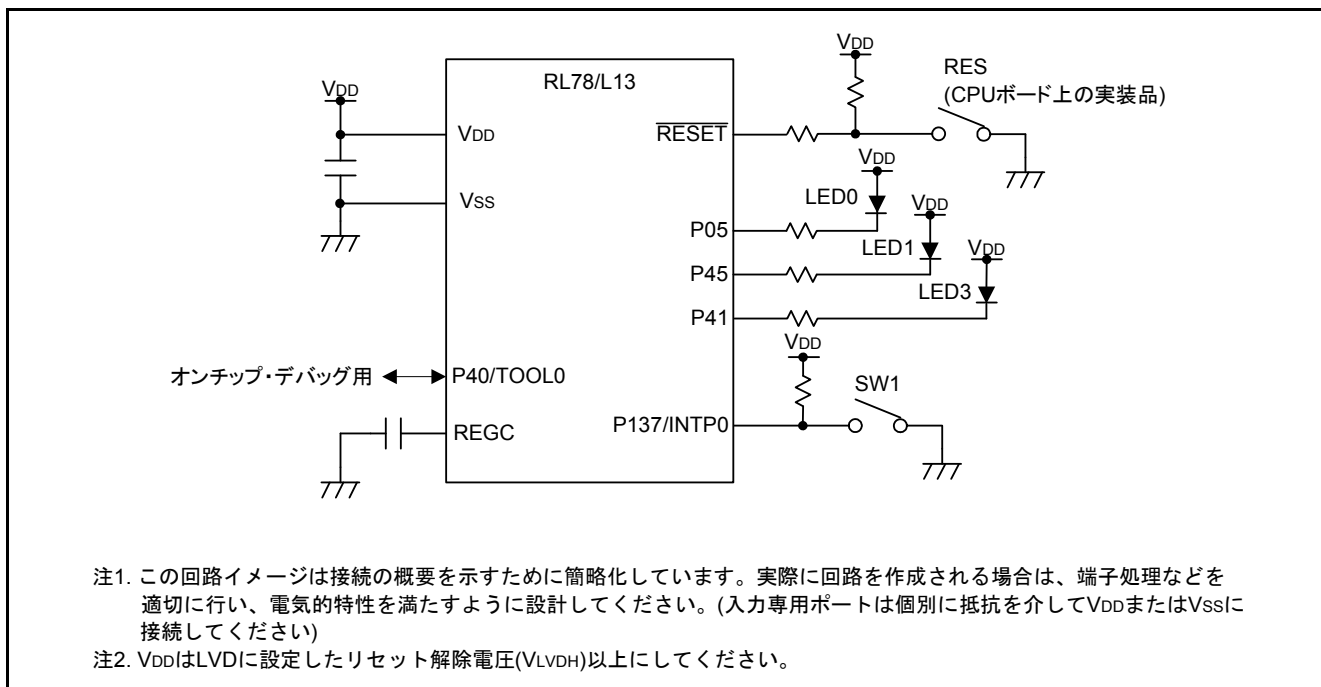 RL78/L13
VDD
VDD
VSS
RESET
VDD
RES
(CPUボード上の実装品)
VDD
LED0
P05
VDD
LED1
P45
VDD
LED3
P41
オンチップ・デバッグ用
P40/TOOL0
REGC
VDD
SW1
P137/INTP0
注1. この回路イメージは接続の概要を示すために簡略化しています。実際に回路を作成される場合は、端子処理などを
適切に行い、電気的特性を満たすように設計してください。(入力専用ポートは個別に抵抗を介してVDDまたはVSSに
接続してください)
注2. VDDはLVDに設定したリセット解除電圧(VLVDH)以上にしてください。